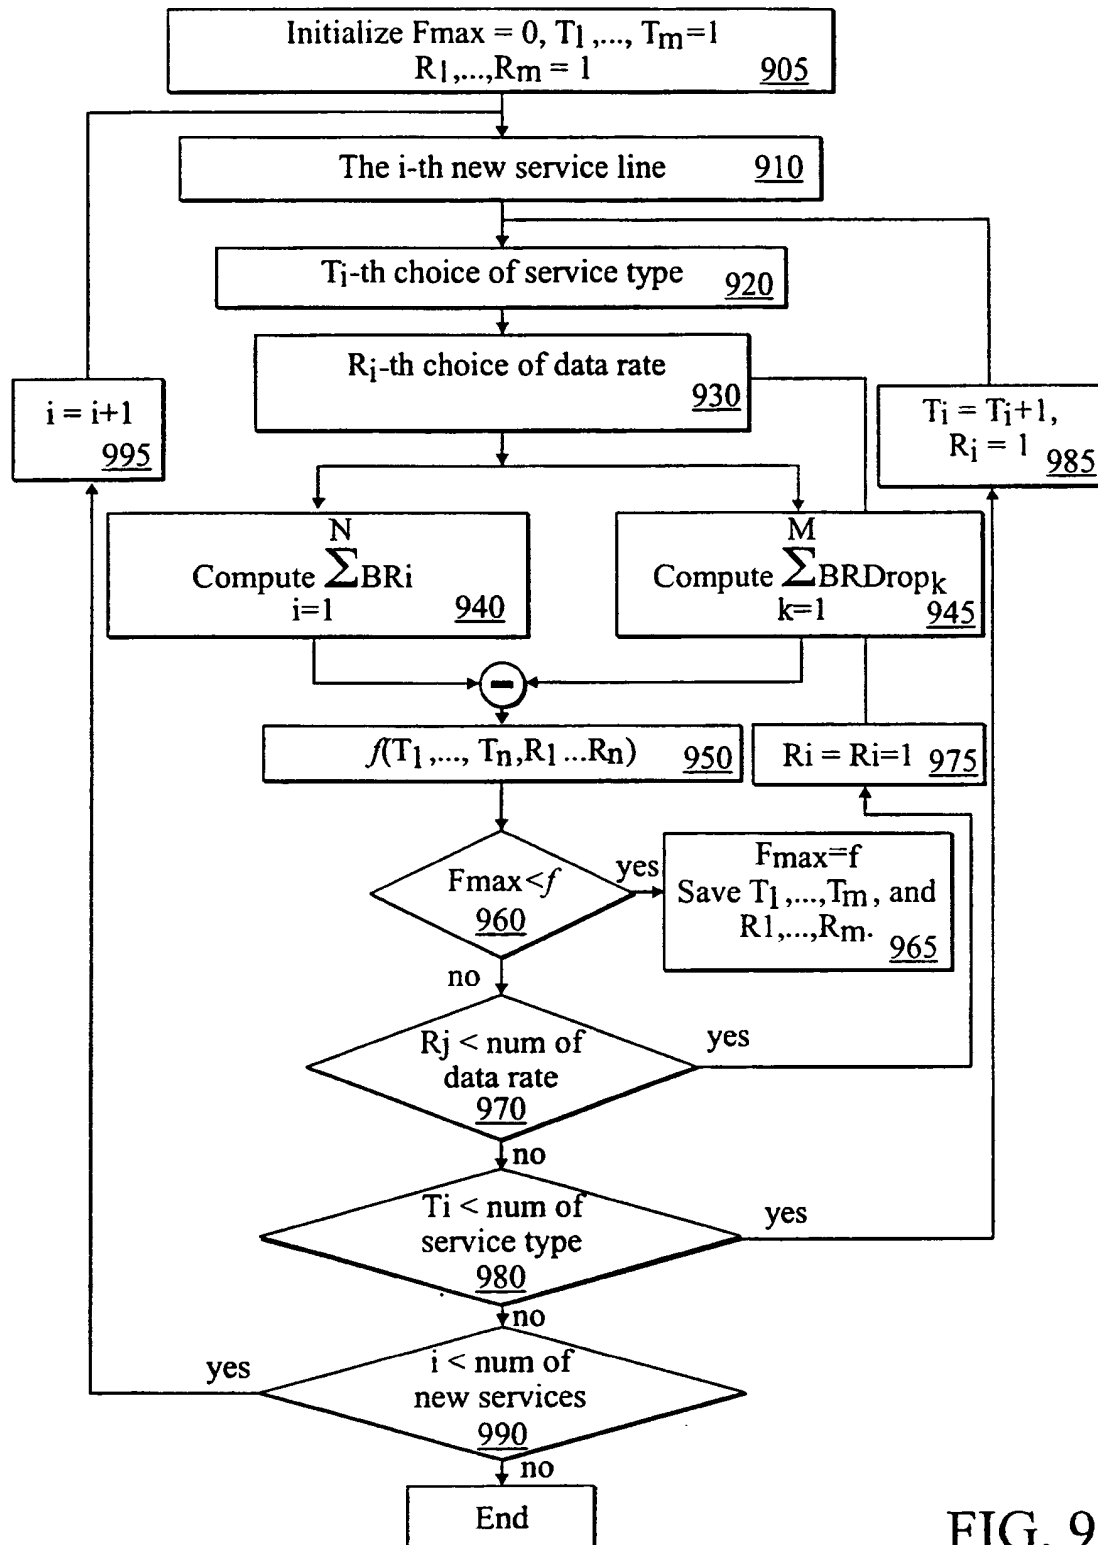 Initialize Fmax = 0, T1,..., Tm=1
R1,...,Rm = 1
905
The i-th new service line 910
Ti-th choice of service type
920
Ri-th choice of data rate
930
i = i+1
995
Ti = Ti+1,
Ri = 1
985
N
Compute ΣBRi
i=1
940
M
Compute ΣBRDropk
k=1
945
−
f(T1,..., Tn,R1...Rn) 950
Ri = Ri=1 975
Fmax<f
960
yes
Fmax=f
Save T1,...,Tm, and
R1,...,Rm.
965
no
Rj < num of
data rate
970
yes
no
Ti < num of
service type
980
yes
no
i < num of
new services
990
yes
no
End
FIG. 9